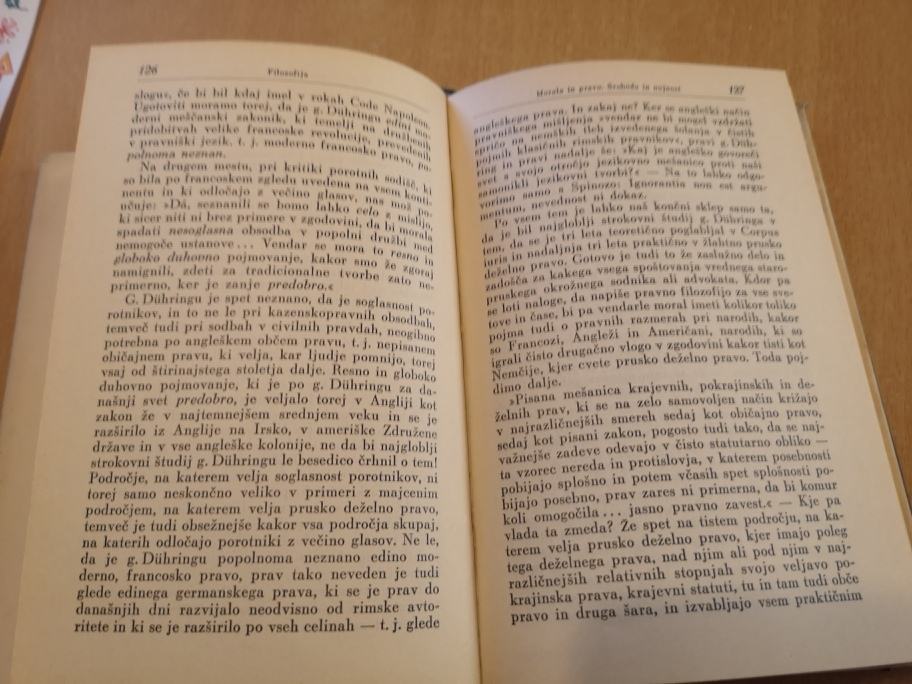 126
Filozofija
slogu«, če bi bil kdaj imel v rokah Code Napoleon.
Ugotoviti moramo torej, da je g. Dühringu edini mo-
derni meščanski zakonik, ki temelji na družbenih
pridobitvah velike francoske revolucije, prevedenih
v pravniški jezik, t. j. moderno francosko pravo, po-
polnoma neznan.
Na drugem mestu, pri kritiki porotnih sodišč, ki
so bila po francoskem zgledu uvedena na vsem konti-
nentu in ki odločajo z večino glasov, nas mož po-
učuje: »Dá, seznanili se bomo lahko celo z mislijo,
ki sicer niti ni brez primere v zgodovini, da bi morala
spadati nesoglasna obsodba v popolni družbi med
nemogoče ustanove... Vendar se mora to resno in
globoko duhovno pojmovanje, kakor smo že zgoraj
namignili, zdeti za tradicionalne tvorbe zato ne-
primerno, ker je zanje predobro.«
G. Dühringu je spet neznano, da je soglasnost po-
rotnikov, in to ne le pri kazenskopravnih obsodbah,
temveč tudi pri sodbah v civilnih pravdah, neogibno
potrebna po angleškem občem pravu, t. j. nepisanem
običajnem pravu, ki velja, kar ljudje pomnijo, torej
vsaj od štirinajstega stoletja dalje. Resno in globoko
duhovno pojmovanje, ki je po g. Dühringu za da-
našnji svet predobro, je veljalo torej v Angliji kot
zakon že v najtemnejšem srednjem veku in se je
razširilo iz Anglije na Irsko, v ameriške Združene
države in v vse angleške kolonije, ne da bi najgloblji
strokovni študij g. Dühringu le besedico črhnil o tem!
Področje, na katerem velja soglasnost porotnikov, ni
torej samo neskončno veliko v primeri z majcenim
področjem, na katerem velja prusko deželno pravo,
temveč je tudi obsežnejše kakor vsa področja skupaj,
na katerih odločajo porotniki z večino glasov. Ne le,
da je g. Dühringu popolnoma neznano edino mo-
derno, francosko pravo, prav tako neveden je tudi
glede edinega germanskega prava, ki se je prav do
današnjih dni razvijalo neodvisno od rimske avto-
ritete in ki se je razširilo po vseh celinah — t. j. glede
Morala in pravo. Svoboda in nujnost
127
angleškega prava. In zakaj ne? Ker se angleški način
pravniškega mišljenja »vendar ne bi mogel vzdržati
spričo na nemških tleh izvedenega šolanja v čistih
pojmih klasičnih rimskih pravnikov«, pravi g. Düh-
ring in pravi nadalje še: »Kaj je angleško govoreči
svet s svojo otročjo jezikovno mešanico proti naši
samonikli jezikovni tvorbi?« — Na to lahko odgo-
vorimo samo s Spinozo: Ignorantia non est argu-
mentum, nevednost ni dokaz.
Po vsem tem je lahko naš končni sklep samo ta,
da je bil najgloblji strokovni študij g. Dühringa v
tem, da se je tri leta teoretično poglabljal v Corpus
juris in nadaljnja tri leta praktično v žlahtno prusko
deželno pravo. Gotovo je tudi to že zaslužno delo in
zadošča za kakega vsega spoštovanja vrednega staro-
pruskega okrožnega sodnika ali advokata. Kdor pa
se loti naloge, da napiše pravno filozofijo za vse sve-
tove in čase, bi pa vendarle moral imeti kolikor toliko
pojma tudi o pravnih razmerah pri narodih, kakor
so Francozi, Angleži in Američani, narodih, ki so
igrali čisto drugačno vlogo v zgodovini kakor tisti kot
Nemčije, kjer cvete prusko deželno pravo. Toda poj-
dimo dalje.
»Pisana mešanica krajevnih, pokrajinskih in de-
želnih prav, ki se na zelo samovoljen način križajo
v najrazličnejših smereh sedaj kot običajno pravo,
sedaj kot pisani zakon, pogosto tudi tako, da se naj-
važnejše zadeve odevajo v čisto statutarno obliko —
ta vzorec nereda in protislovja, v katerem posebnosti
pobijajo splošno in potem včasih spet splošnosti po-
bijajo posebno, prav zares ni primerna, da bi komur
koli omogočila... jasno pravno zavest.« — Kje pa
vlada ta zmeda? Že spet na tistem področju, na ka-
terem velja prusko deželno pravo, kjer imajo poleg
tega deželnega prava, nad njim ali pod njim v naj-
različnejših relativnih stopnjah svojo veljavo po-
krajinska prava, krajevni statuti, tu in tam tudi obče
pravo in druga šara, in izvabljajo vsem praktičnim